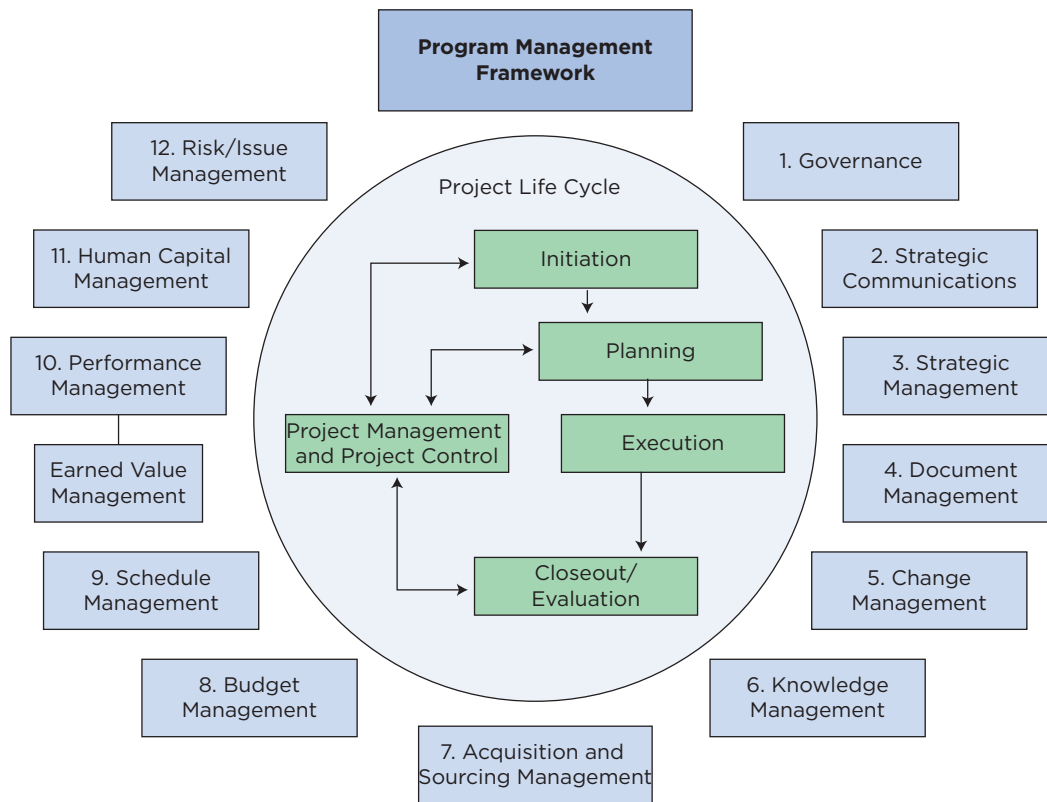 Program Management
Framework
12. Risk/Issue
Management
1. Governance
Project Life Cycle
11. Human Capital
Management
Initiation
2. Strategic
Communications
10. Performance
Management
Planning
3. Strategic
Management
Project Management
and Project Control
Execution
Earned Value
Management
4. Document
Management
9. Schedule
Management
Closeout/
Evaluation
5. Change
Management
8. Budget
Management
6. Knowledge
Management
7. Acquisition and
Sourcing Management